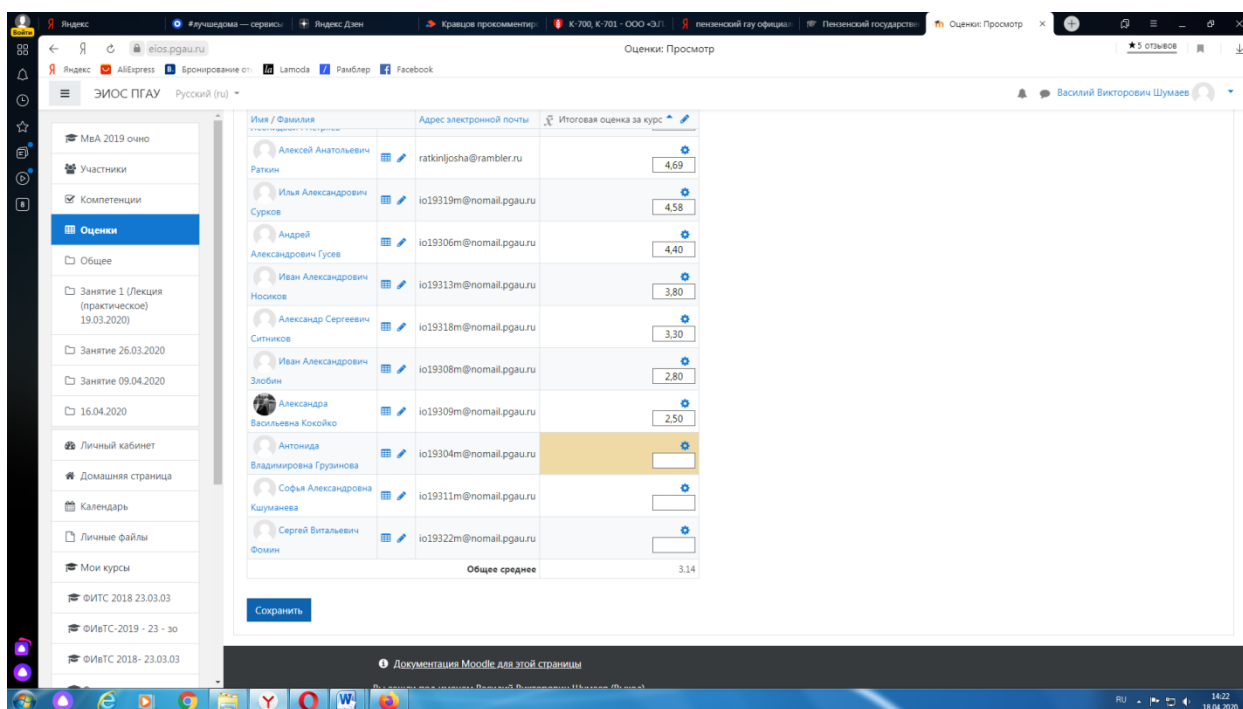 Войти
Яндекс
#лучшедома — сервисы
Яндекс Дзен
Кравцов прокомментир
К-700, К-701 - ООО «Э.П.
пензенский гау официал
Пензенский государстве
Оценки: Просмотр
eios.pgau.ru
Оценки: Просмотр
★5 отзывов
Яндекс
AliExpress
Бронирование от
Lamoda
Рамблер
Facebook
ЭИОС ПГАУ Русский (ru)
Василий Викторович Шумаев
МвА 2019 очно
Участники
Компетенции
Оценки
Общее
Занятие 1 (Лекция
(практическое)
19.03.2020)
Занятие 26.03.2020
Занятие 09.04.2020
16.04.2020
Личный кабинет
Домашняя страница
Календарь
Личные файлы
Мои курсы
ФИТС 2018 23.03.03
ФИвТС-2019 - 23 - зо
ФИвТС 2018- 23.03.03
Имя / Фамилия
Адрес электронной почты
Итоговая оценка за курс
Алексей Анатольевич
Раткин
ratkinljosha@rambler.ru
4,69
Илья Александрович
Сурков
io19319m@nomail.pgau.ru
4,58
Андрей
Александрович Гусев
io19306m@nomail.pgau.ru
4,40
Иван Александрович
Носиков
io19313m@nomail.pgau.ru
3,80
Александр Сергеевич
Ситников
io19318m@nomail.pgau.ru
3,30
Иван Александрович
Злобин
io19308m@nomail.pgau.ru
2,80
Александра
Васильевна Кокойко
io19309m@nomail.pgau.ru
2,50
Антонида
Владимировна Грузинова
io19304m@nomail.pgau.ru
Софья Александровна
Кшуманева
io19311m@nomail.pgau.ru
Сергей Витальевич
Фомин
io19322m@nomail.pgau.ru
Общее среднее
3,14
Сохранить
Документация Moodle для этой страницы
Вы зашли под именем Василий Викторович Шумаев (Выход)
RU
14:22
18.04.2020